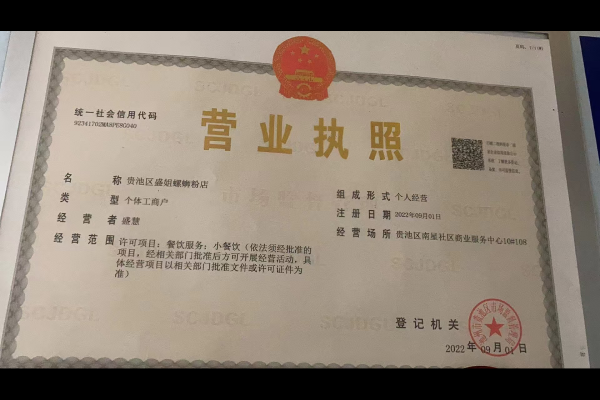 统一社会信用代码
92341702MA8PE8G040
营业执照
名称 贵池区盛姐螺蛳粉店
类型 个体工商户
经营者 盛慧
经营范围 许可项目：餐饮服务；小餐饮（依法须经批准的
项目，经相关部门批准后方可开展经营活动，具
体经营项目以相关部门批准文件或许可证件为
准）
组成形式 个人经营
注册日期 2022年09月01日
经营场所 贵池区南星社区商业服务中心10#108
登记机关
2022年09月01日
SCJDGL